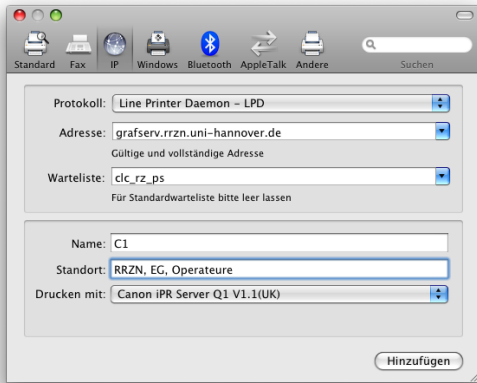 Standard Fax IP Windows Bluetooth AppleTalk Andere Suchen
Protokoll: Line Printer Daemon – LPD
Adresse: grafserv.rrzn.uni-hannover.de
Gültige und vollständige Adresse
Warteliste: clc_rz_ps
Für Standardwarteliste bitte leer lassen
Name: C1
Standort: RRZN, EG, Operateure
Drucken mit: Canon iPR Server Q1 V1.1(UK)
Hinzufügen